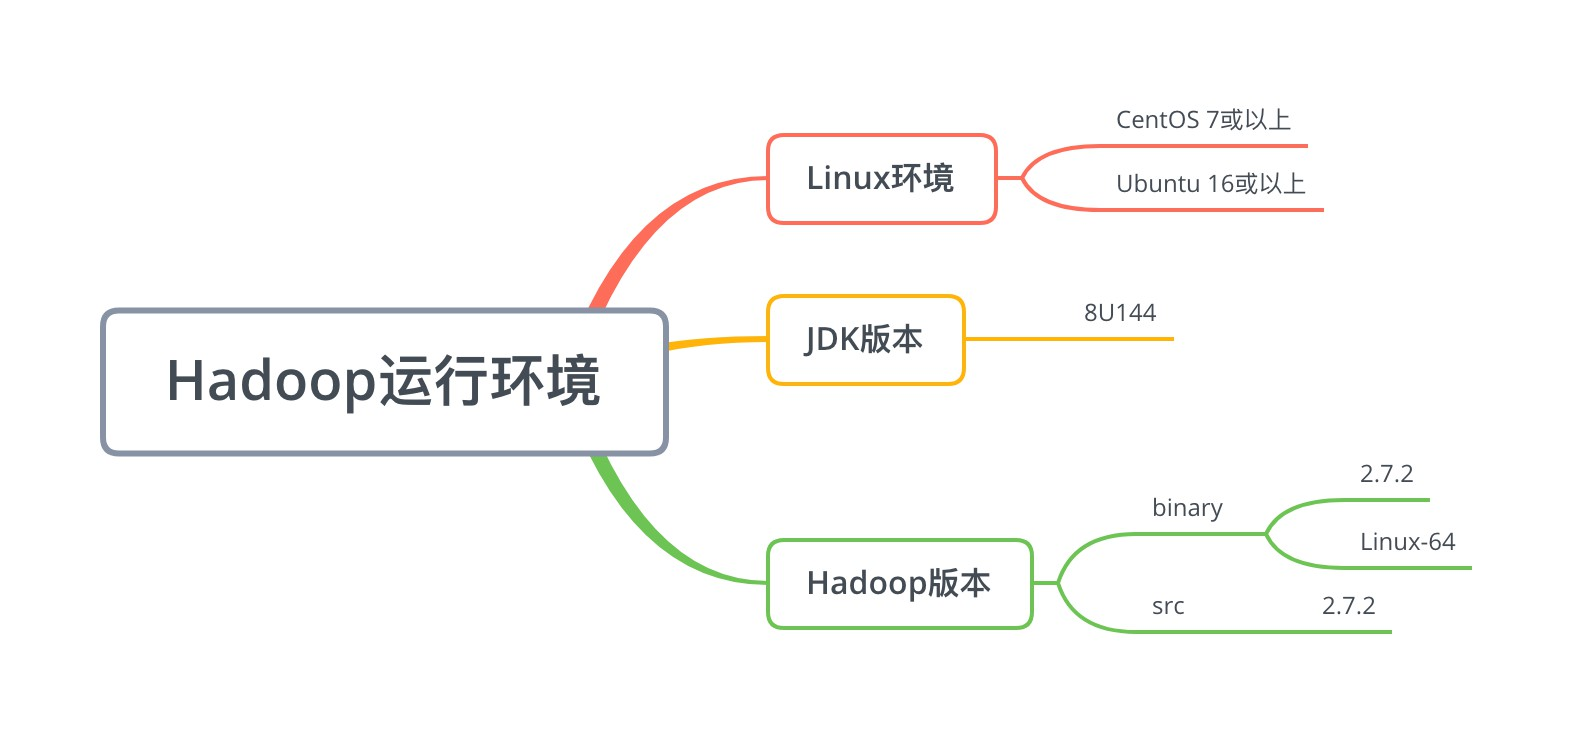 Hadoop运行环境
Linux环境
CentOS 7或以上
Ubuntu 16或以上
JDK版本
8U144
Hadoop版本
binary
2.7.2
Linux-64
src
2.7.2